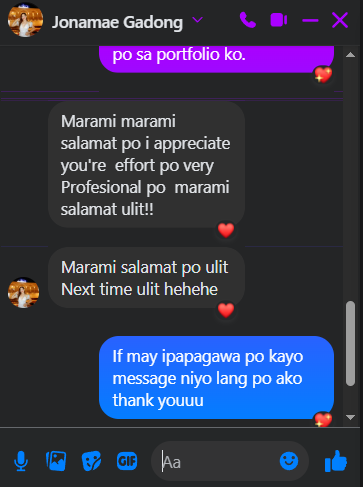 Jonamae Gadong
po sa portfolio ko.
Marami marami
salamat po i appreciate
you're effort po very
Profesional po marami
salamat ulit!!
Marami salamat po ulit
Next time ulit hehehe
If may ipapagawa po kayo
message niyo lang po ako
thank youuu
GIF
Aa